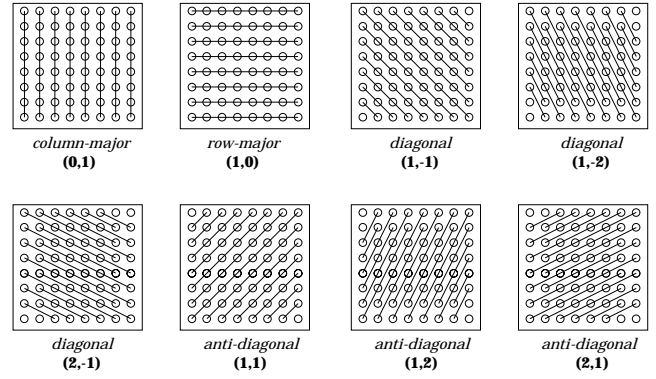 column-major row-major diagonal diagonal
(0,1) (1,0) (1,-1) (1,-2)
diagonal anti-diagonal anti-diagonal anti-diagonal
(2,-1) (1,1) (1,2) (2,1)